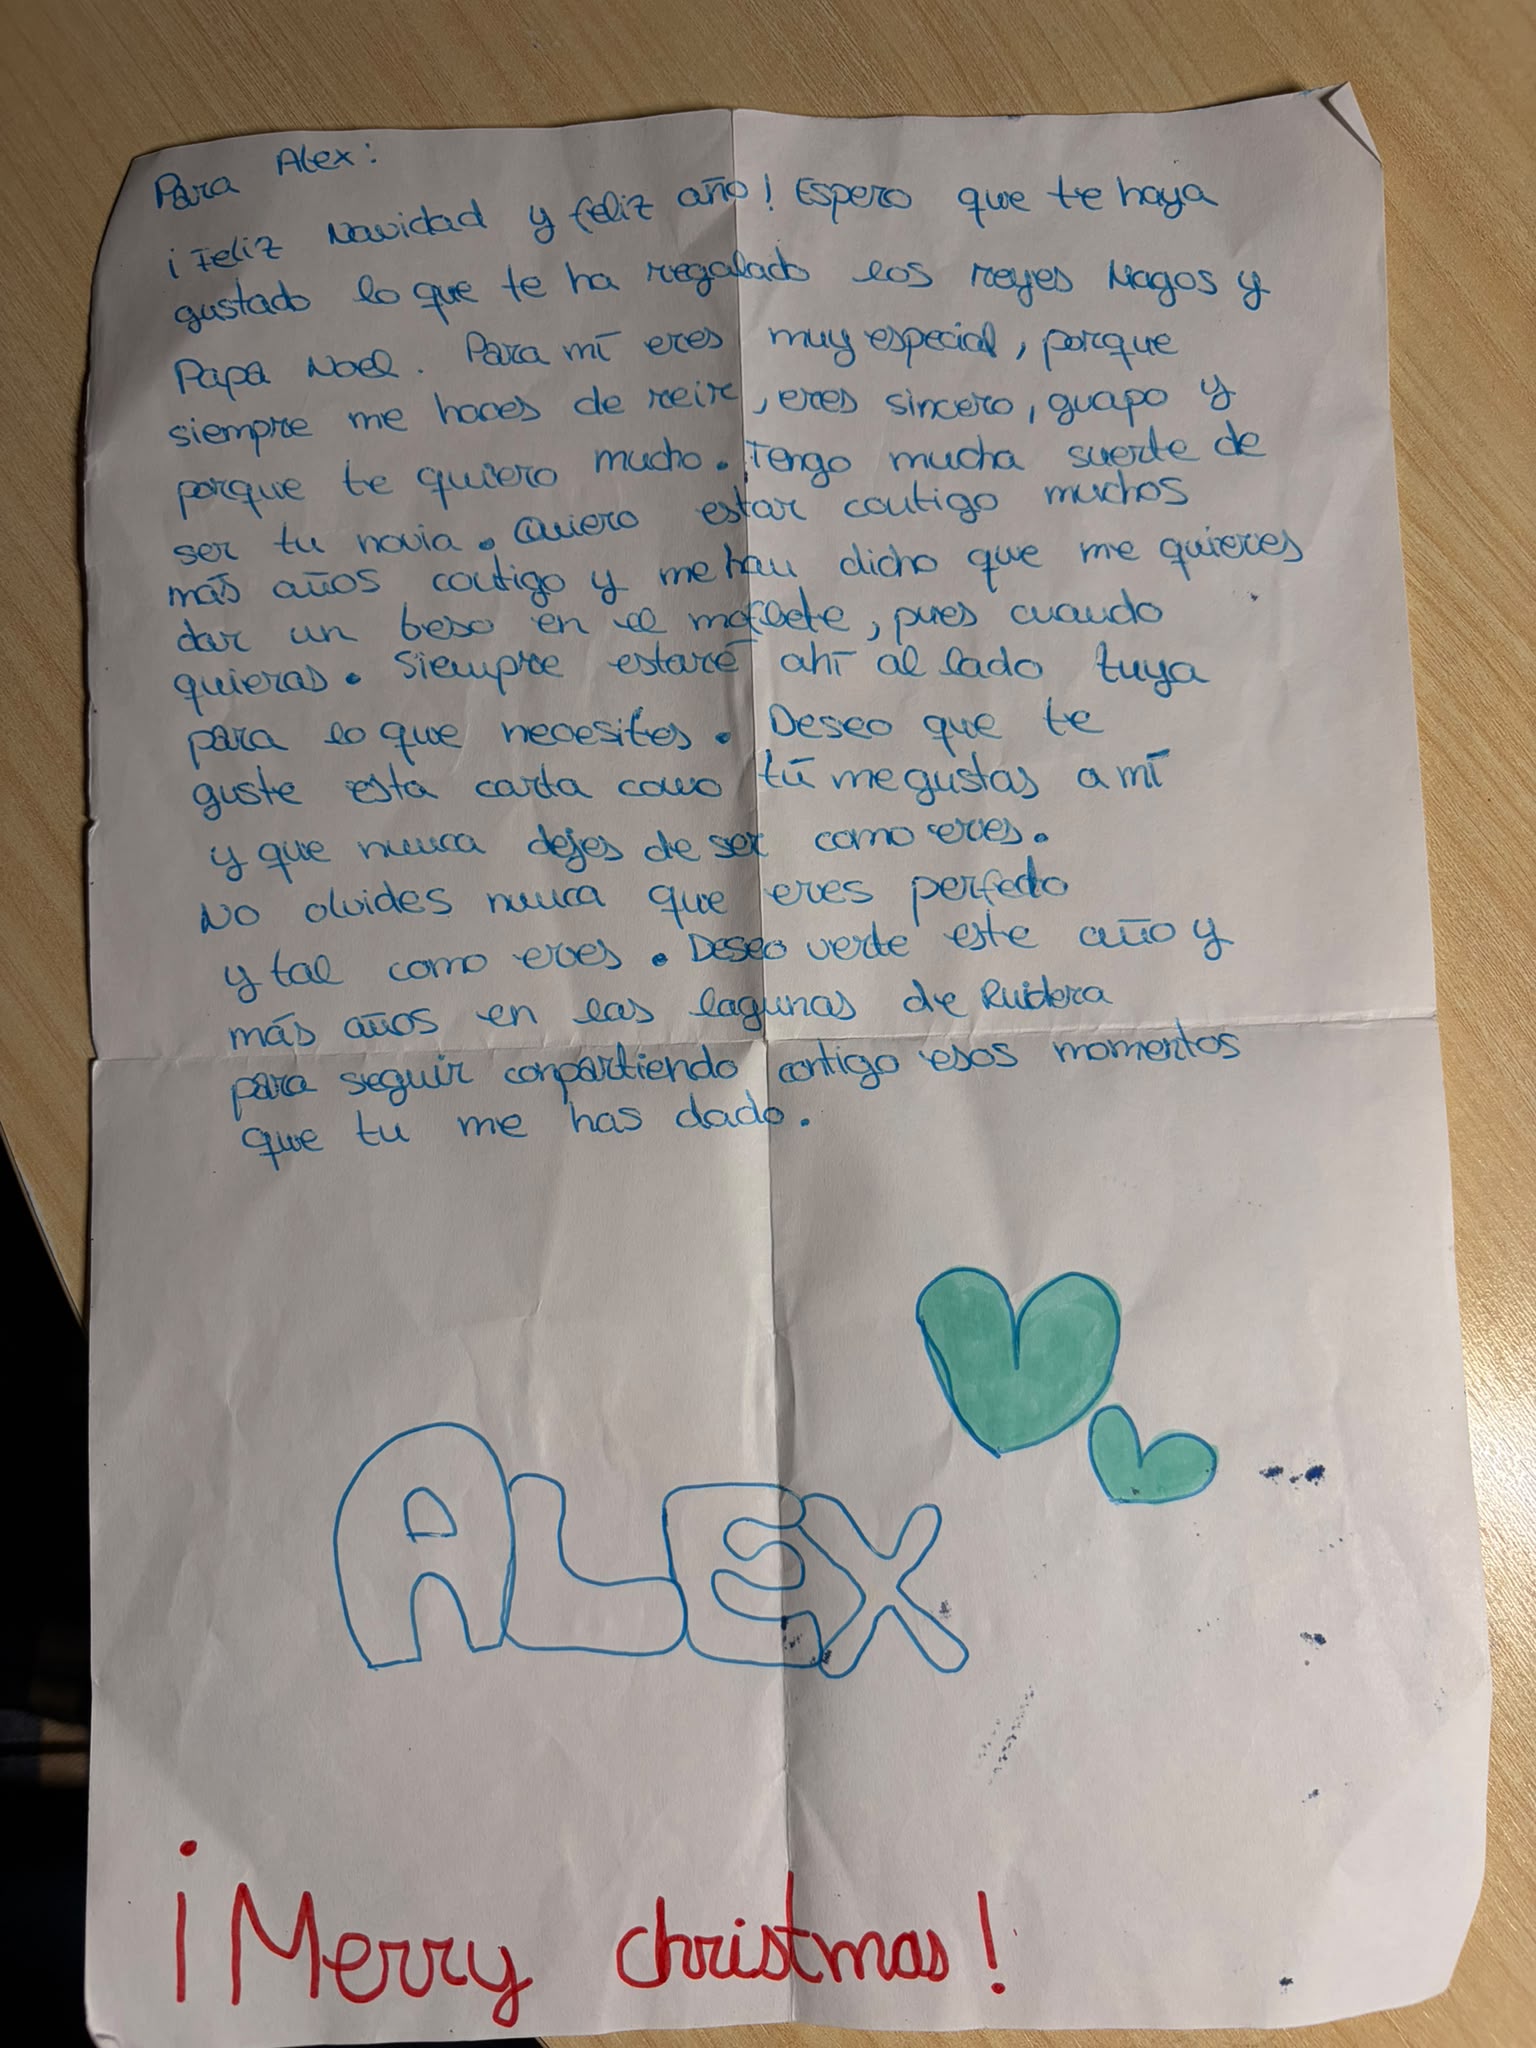 Para Alex:
¡Feliz Navidad y feliz año! Espero que te haya
gustado lo que te ha regalado los reyes Magos y
Papa Noel. Para mí eres muy especial, porque
siempre me haces de reir, eres sincero, guapo y
porque te quiero mucho. Tengo mucha suerte de
ser tu novia. Quiero estar contigo muchos
más años contigo y me han dicho que me quieres
dar un beso en el moflete, pues cuando
quieras. Siempre estaré ahí al lado tuya
para lo que necesites. Deseo que te
guste esta carta como tú me gustas a mí
y que nunca dejes de ser como eres.
No olvides nunca que eres perfecto
y tal como eres. Deseo verte este año y
más años en las lagunas de Ruidera
para seguir conpartiendo contigo esos momentos
que tu me has dado.
ALEX
¡Merry christmas!